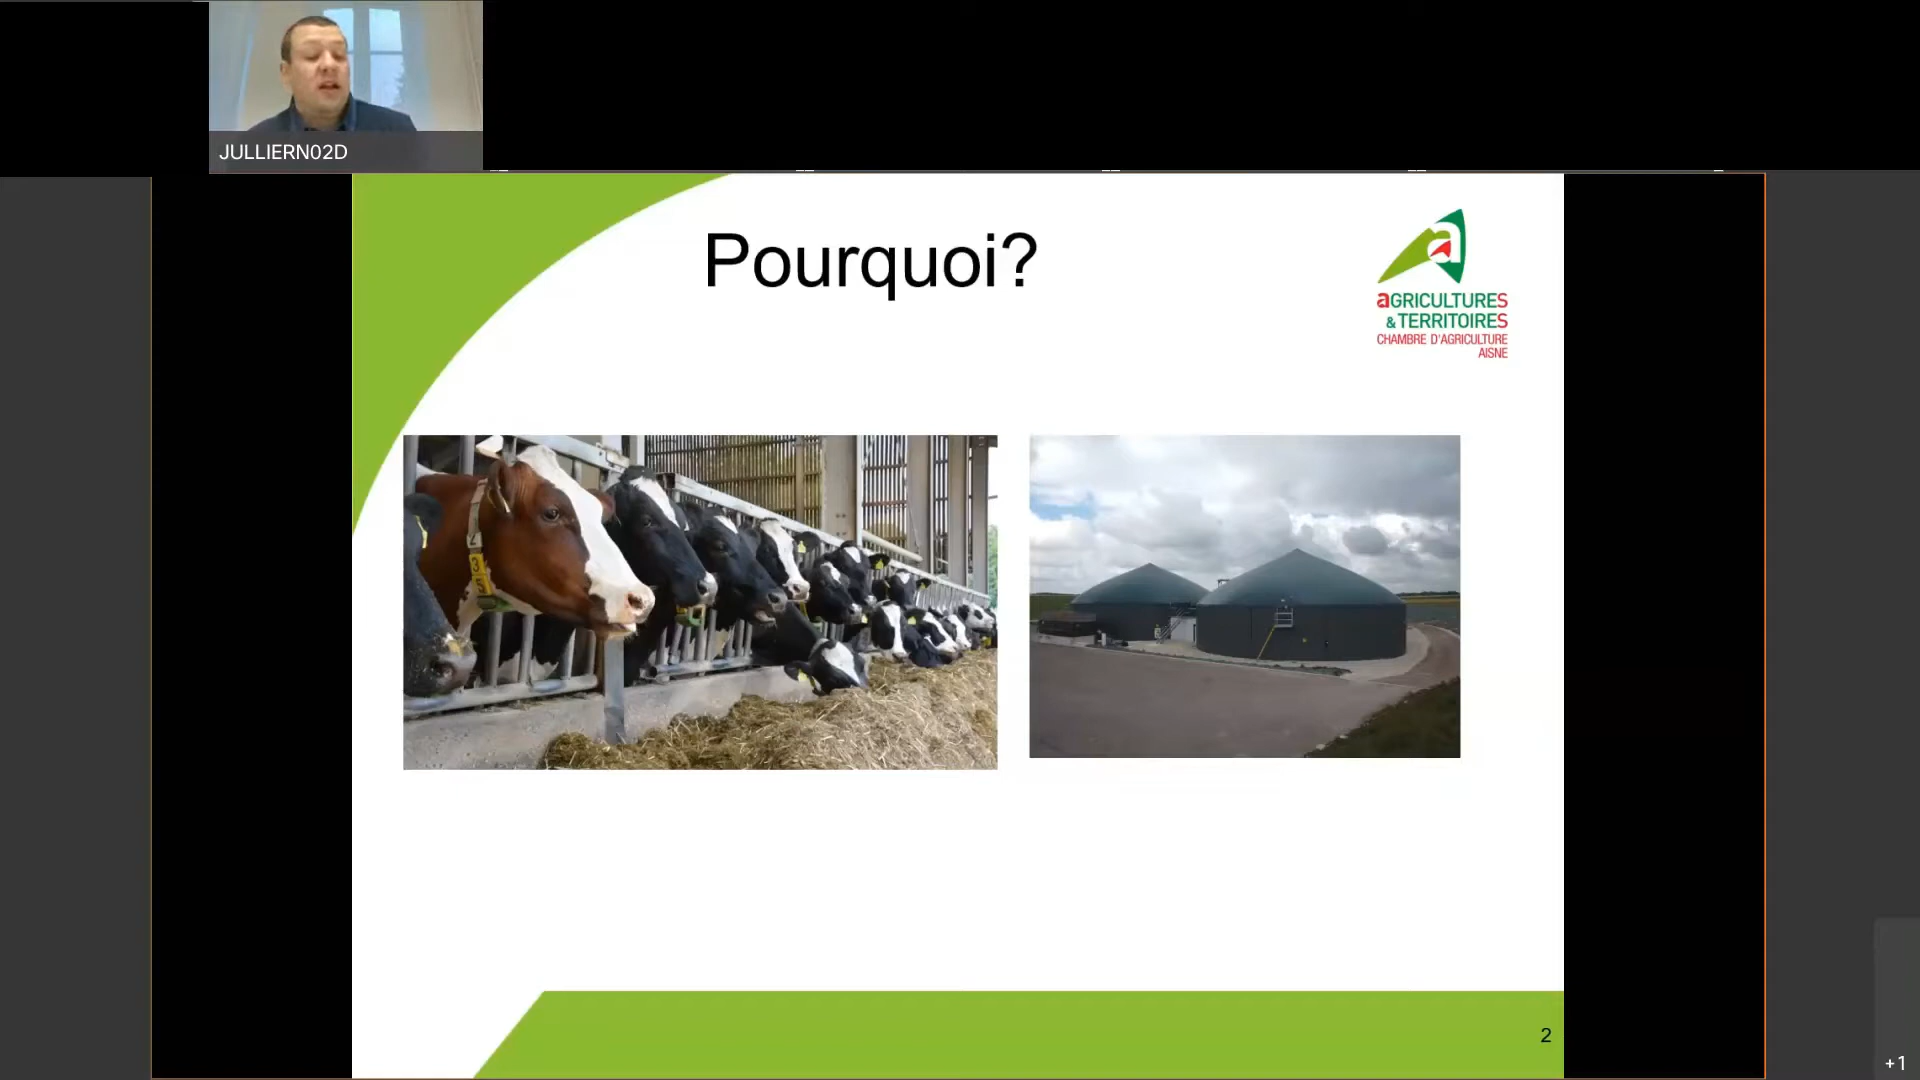 JULLIERN02D
Pourquoi?
aGRICULTURES
& TERRITOIRES
CHAMBRE D'AGRICULTURE
AISNE
2
+1